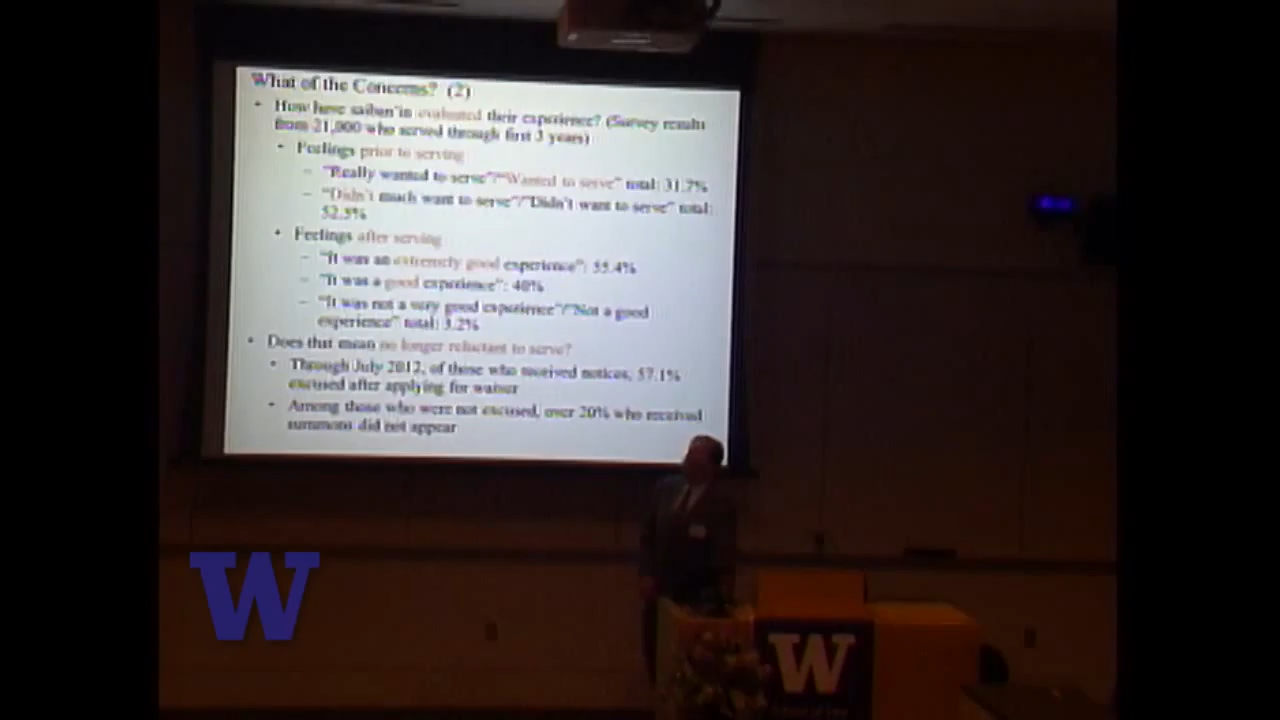 What of the Concerns? (2)
• How have saiban'in evaluated their experience? (Survey results
from 21,000 who served through first 3 years)
• Feelings prior to serving
– "Really wanted to serve"/"Wanted to serve" total: 31.7%
– "Didn't much want to serve"/"Didn't want to serve" total:
52.5%
• Feelings after serving
– "It was an extremely good experience": 55.4%
– "It was a good experience": 40%
– "It was not a very good experience"/"Not a good
experience" total: 3.2%
• Does that mean no longer reluctant to serve?
• Through July 2012, of those who received notices, 57.1%
excused after applying for waiver
• Among those who were not excused, over 20% who received
summons did not appear
W
W